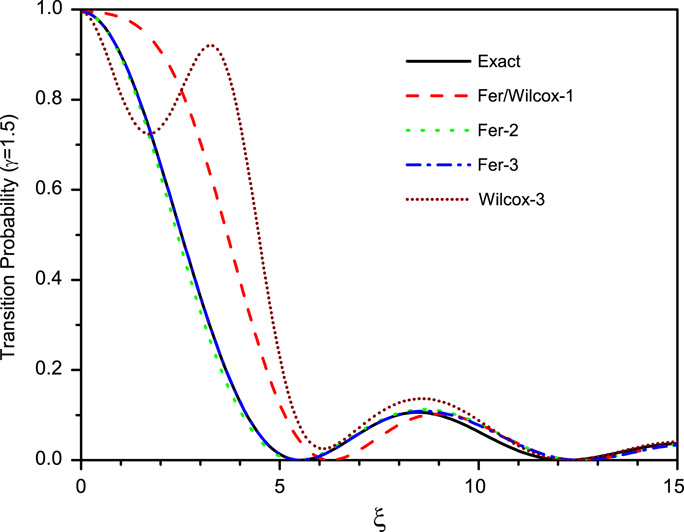 Transition Probability (γ=1.5)
1.0
0.8
0.6
0.4
0.2
0.0
Exact
Fer/Wilcox-1
Fer-2
Fer-3
Wilcox-3
0 5 10 15
ξ